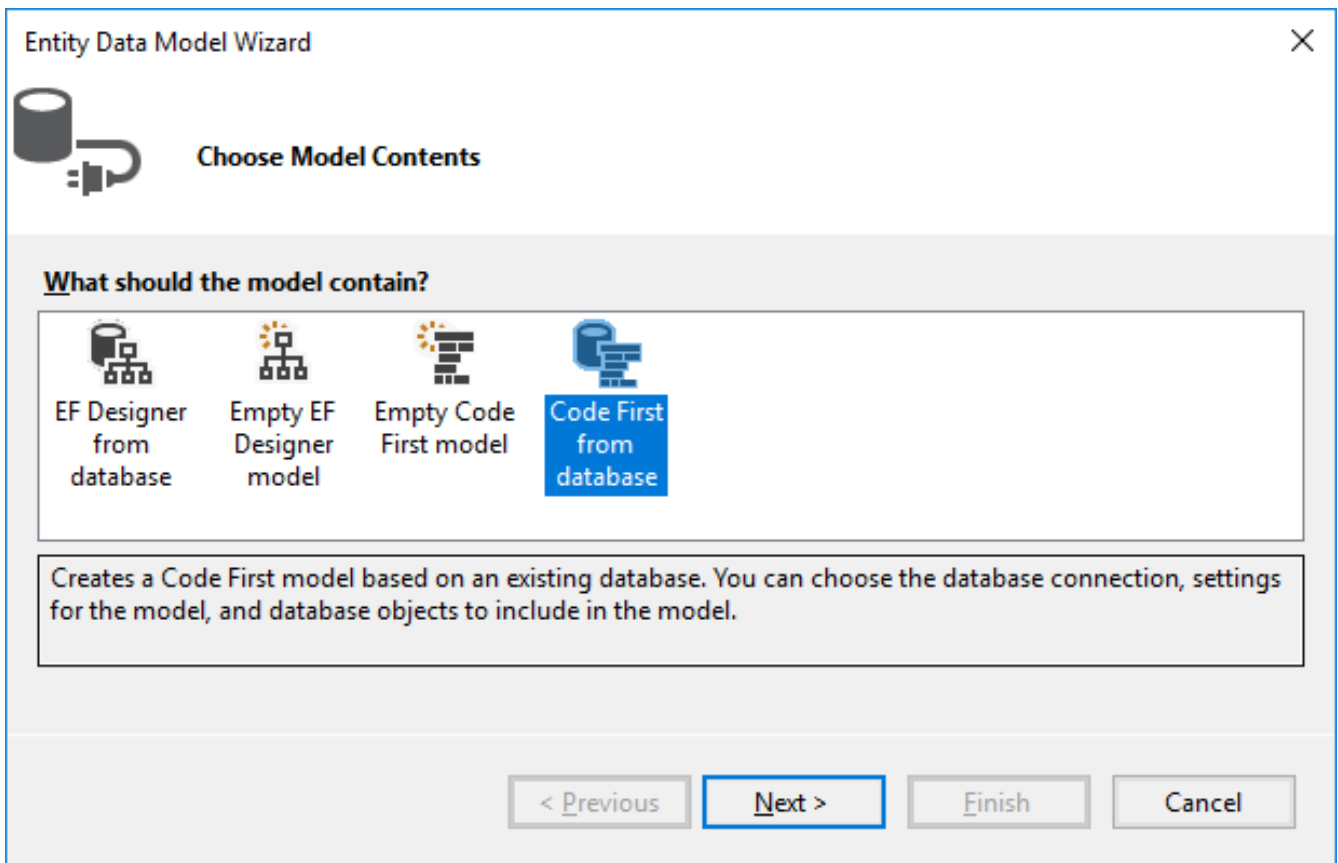 Entity Data Model Wizard
Choose Model Contents
What should the model contain?
EF Designer
from
database
Empty EF
Designer
model
Empty Code
First model
Code First
from
database
Creates a Code First model based on an existing database. You can choose the database connection, settings
for the model, and database objects to include in the model.
< Previous
Next >
Finish
Cancel